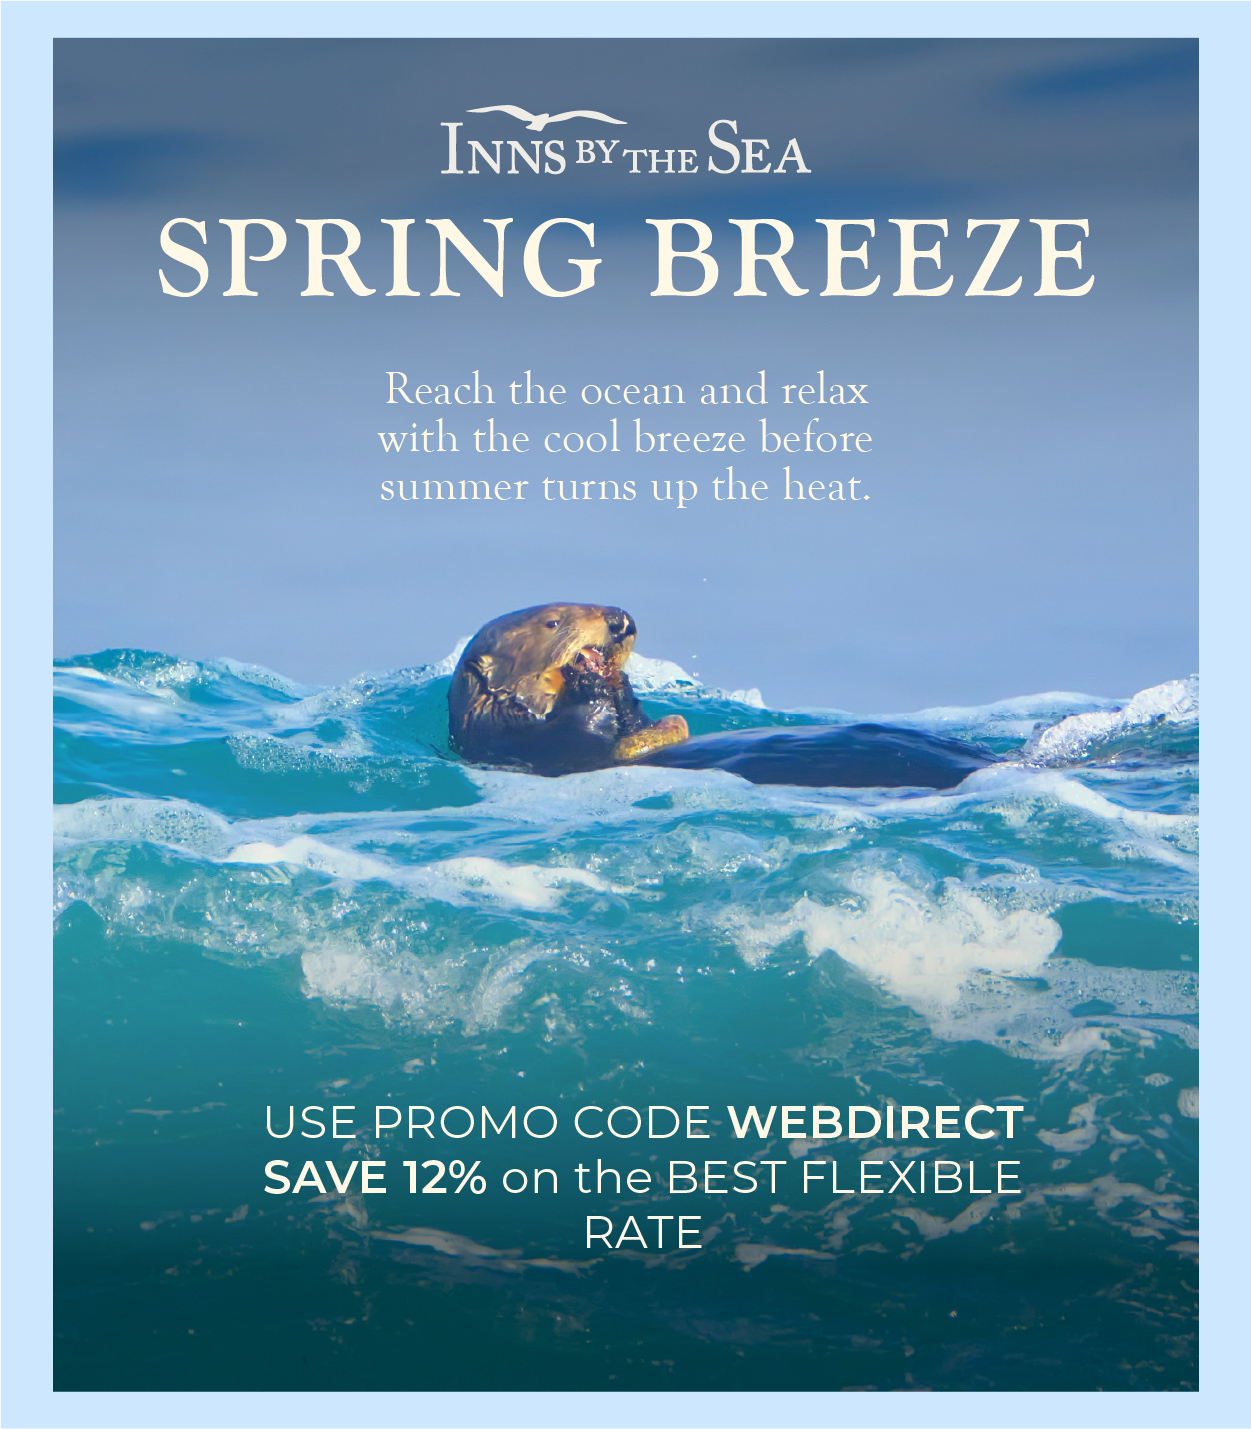 INNS BY THE SEA
SPRING BREEZE
Reach the ocean and relax
with the cool breeze before
summer turns up the heat.
USE PROMO CODE WEBDIRECT
SAVE 12% on the BEST FLEXIBLE
RATE